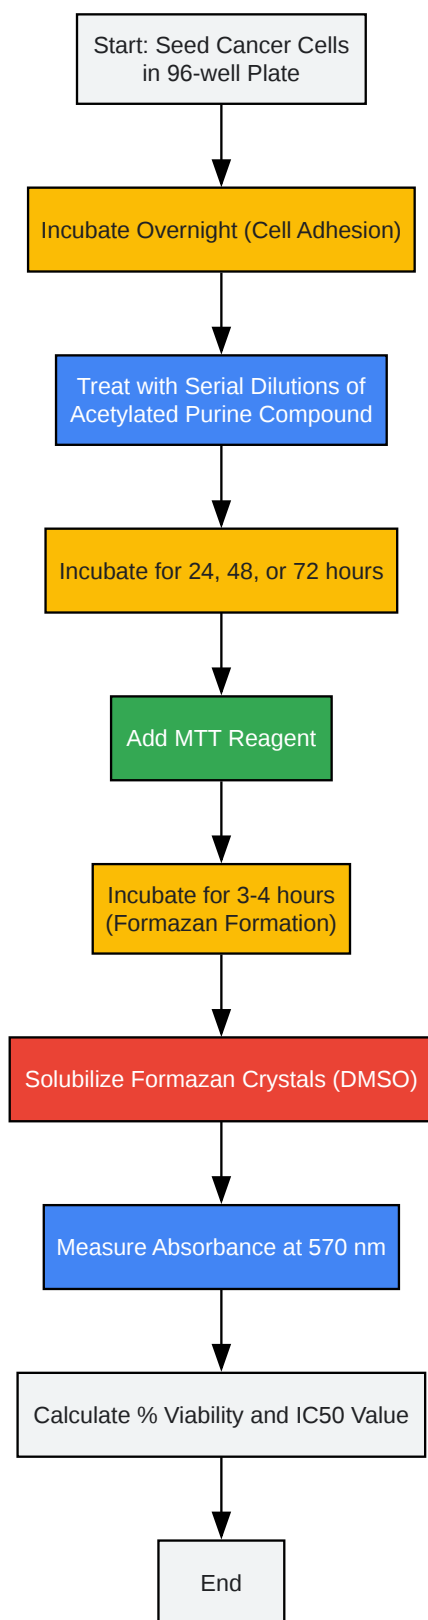 Start: Seed Cancer Cells
in 96-well Plate
Incubate Overnight (Cell Adhesion)
Treat with Serial Dilutions of
Acetylated Purine Compound
Incubate for 24, 48, or 72 hours
Add MTT Reagent
Incubate for 3-4 hours
(Formazan Formation)
Solubilize Formazan Crystals (DMSO)
Measure Absorbance at 570 nm
Calculate % Viability and IC50 Value
End